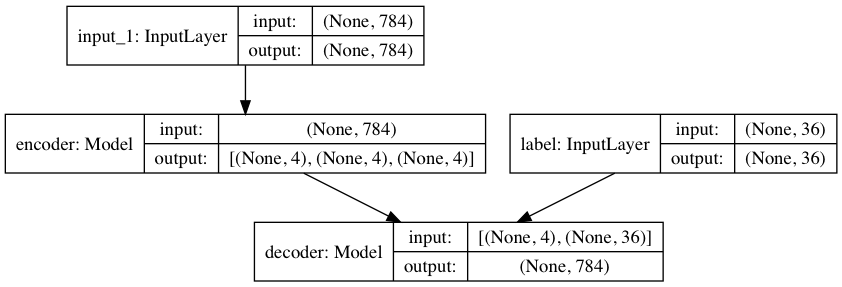 input_1: InputLayer
input: (None, 784)
output: (None, 784)
encoder: Model
input: (None, 784)
output: [(None, 4), (None, 4), (None, 4)]
label: InputLayer
input: (None, 36)
output: (None, 36)
decoder: Model
input: [(None, 4), (None, 36)]
output: (None, 784)